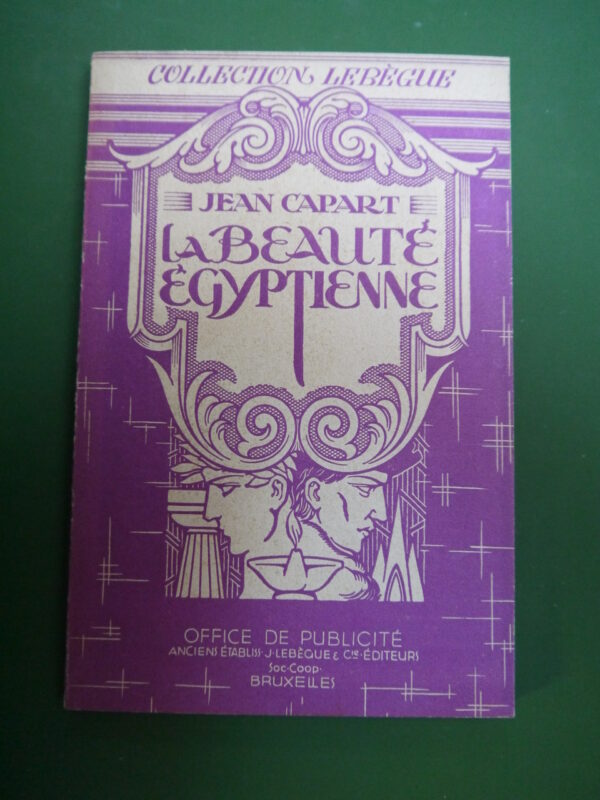 COLLECTION LEBÈGUE
JEAN CAPART
LA BEAUTÉ
ÉGYPTIENNE
OFFICE DE PUBLICITÉ
ANCIENS ÉTABLISS·J·LEBÈGUE & Cie·ÉDITEURS
Soc·Coop·
BRUXELLES